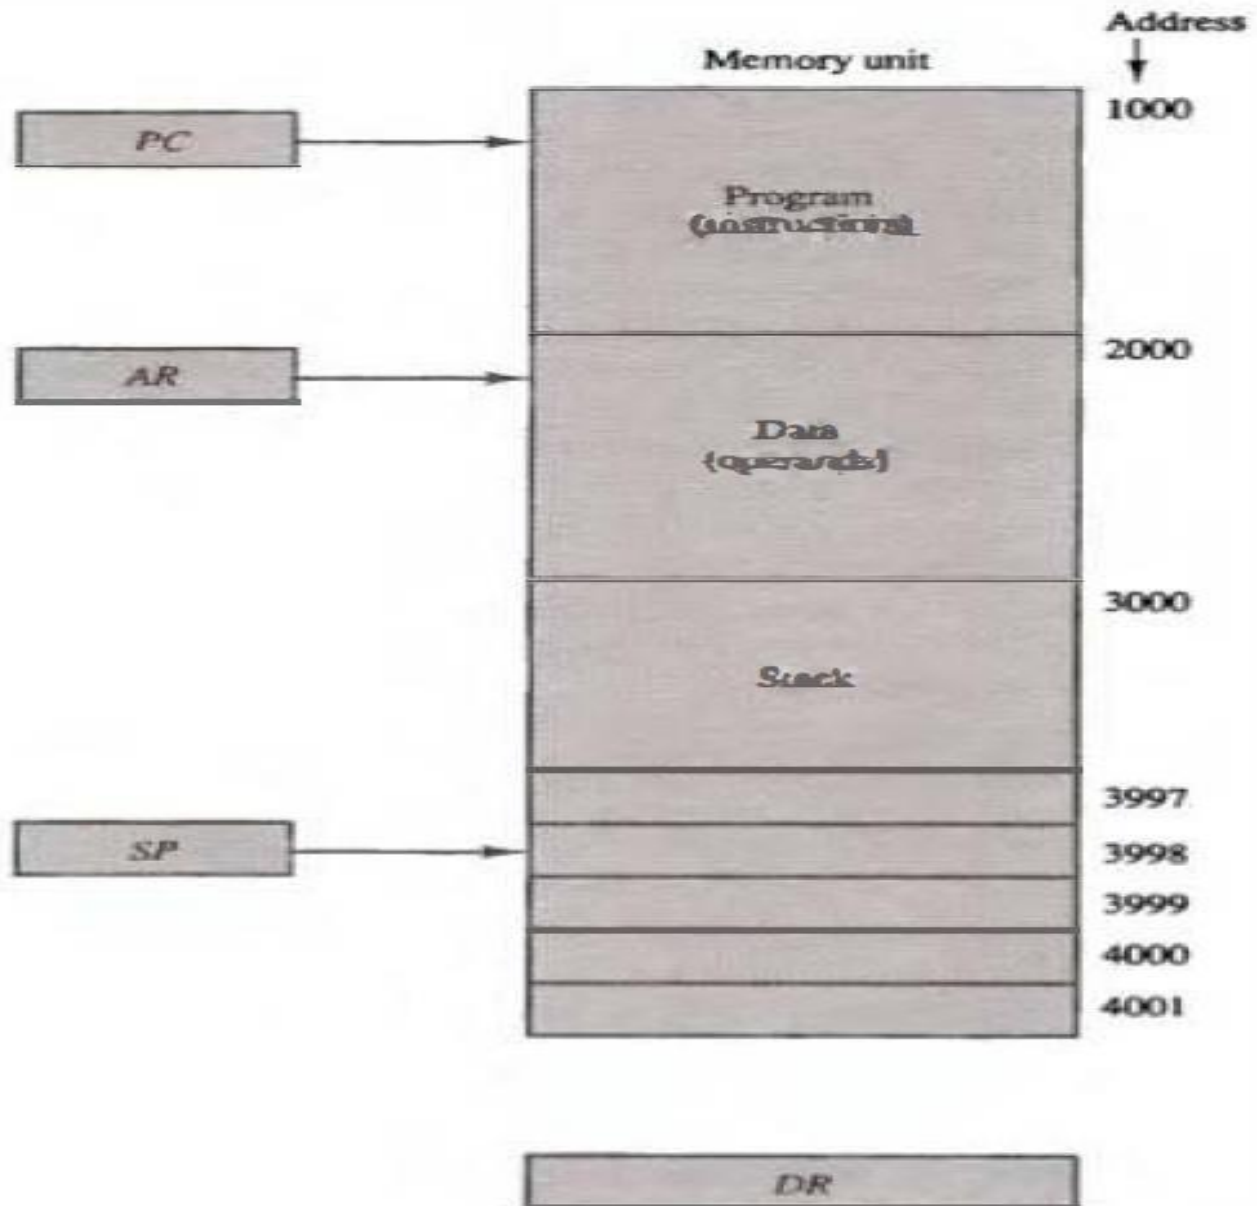 Address
Memory unit
1000
PC
Program
(instructions)
2000
AR
Data
(operands)
3000
Stack
3997
SP
3998
3999
4000
4001
DR